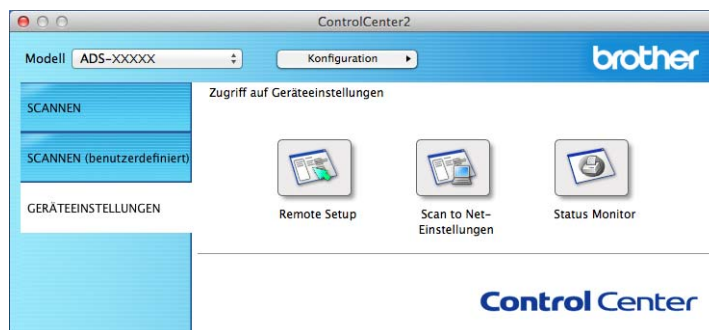 ControlCenter2
Modell ADS-XXXXX Konfiguration brother
SCANNEN
SCANNEN (benutzerdefiniert)
GERÄTEEINSTELLUNGEN
Zugriff auf Geräteeinstellungen
Remote Setup
Scan to Net-
Einstellungen
Status Monitor
Control Center